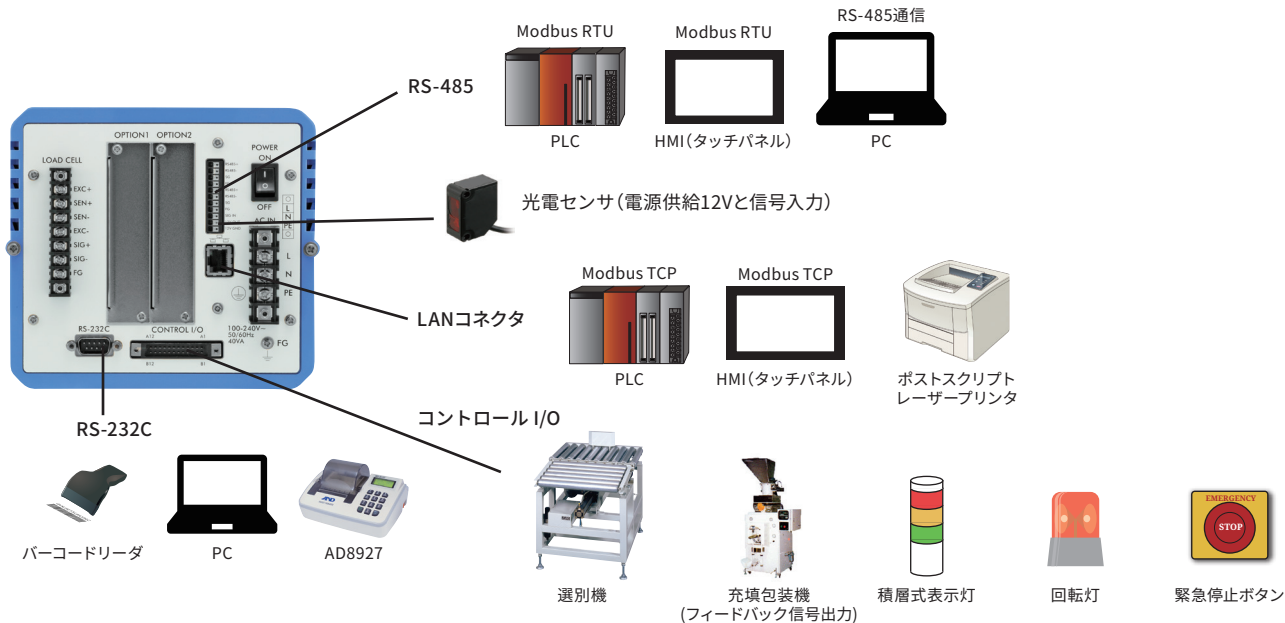 Modbus RTU
Modbus RTU
RS-485通信
RS-485
PLC
HMI(タッチパネル)
PC
OPTION1 OPTION2
POWER
ON
OFF
LOAD CELL
EXC+
SEN+
SEN-
EXC-
SIG+
SIG-
FG
L
N
PE
AC IN
L
N
PE
光電センサ(電源供給12Vと信号入力)
Modbus TCP
Modbus TCP
LANコネクタ
PLC
HMI(タッチパネル)
ポストスクリプト
レーザープリンタ
RS-232C
CONTROL I/O
A12
A1
B12
B1
100-240V~
50/60Hz
40VA
FG
コントロール I/O
RS-232C
バーコードリーダ
PC
AND
AD8927
選別機
充填包装機
(フィードバック信号出力)
積層式表示灯
回転灯
EMERGENCY
STOP
緊急停止ボタン